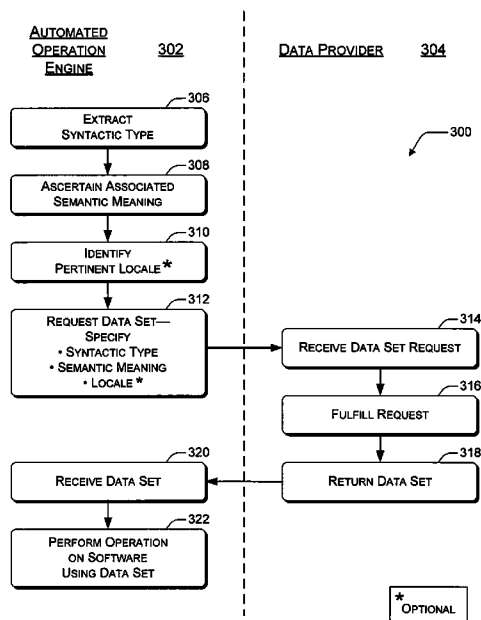 AUTOMATED
OPERATION 302
ENGINE
DATA PROVIDER 304
300
306
EXTRACT
SYNTACTIC TYPE
308
ASCERTAIN ASSOCIATED
SEMANTIC MEANING
310
IDENTIFY
PERTINENT LOCALE*
312
REQUEST DATA SET—
SPECIFY
• SYNTACTIC TYPE
• SEMANTIC MEANING
• LOCALE*
314
RECEIVE DATA SET REQUEST
316
FULFILL REQUEST
318
RETURN DATA SET
320
RECEIVE DATA SET
322
PERFORM OPERATION
ON SOFTWARE
USING DATA SET
* OPTIONAL